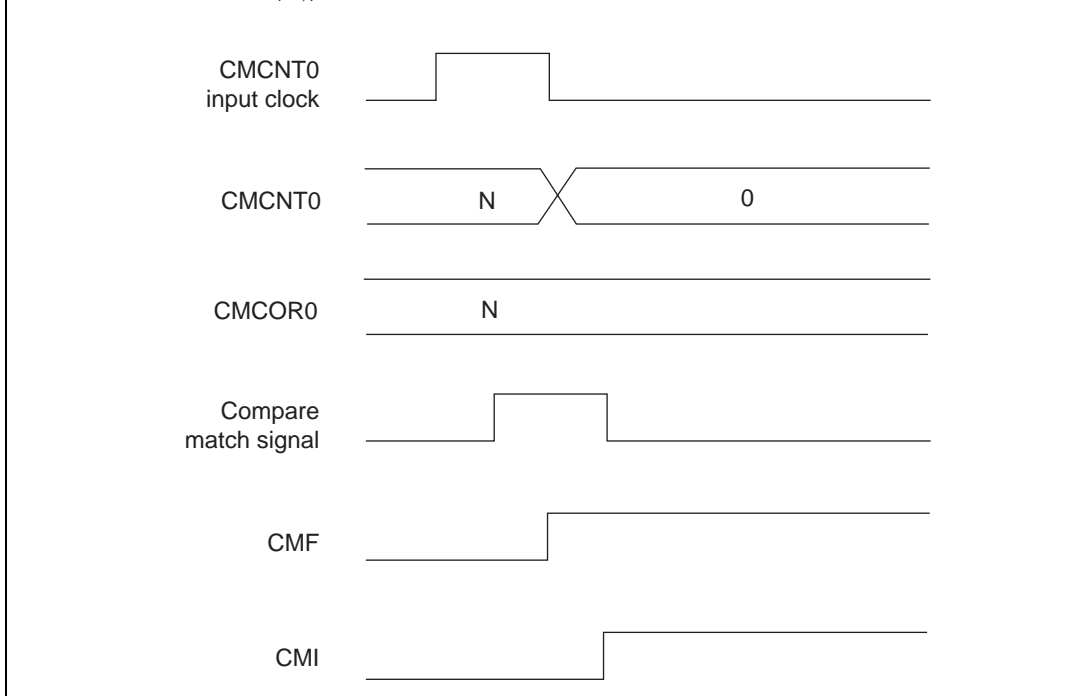 CMCNT0
input clock
CMCNT0
N
0
CMCOR0
N
Compare
match signal
CMF
CMI